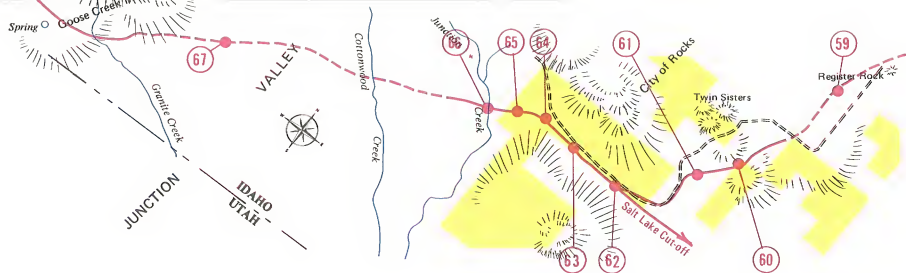 Spring
Goose Creek
67
VALLEY
Granite Creek
JUNCTION
IDAHO
UTAH
Cottonwood
Creek
Junction
Creek
66
65
64
61
City of Rocks
59
Register Rock
Twin Sisters
Salt Lake Cut-off
63
62
60